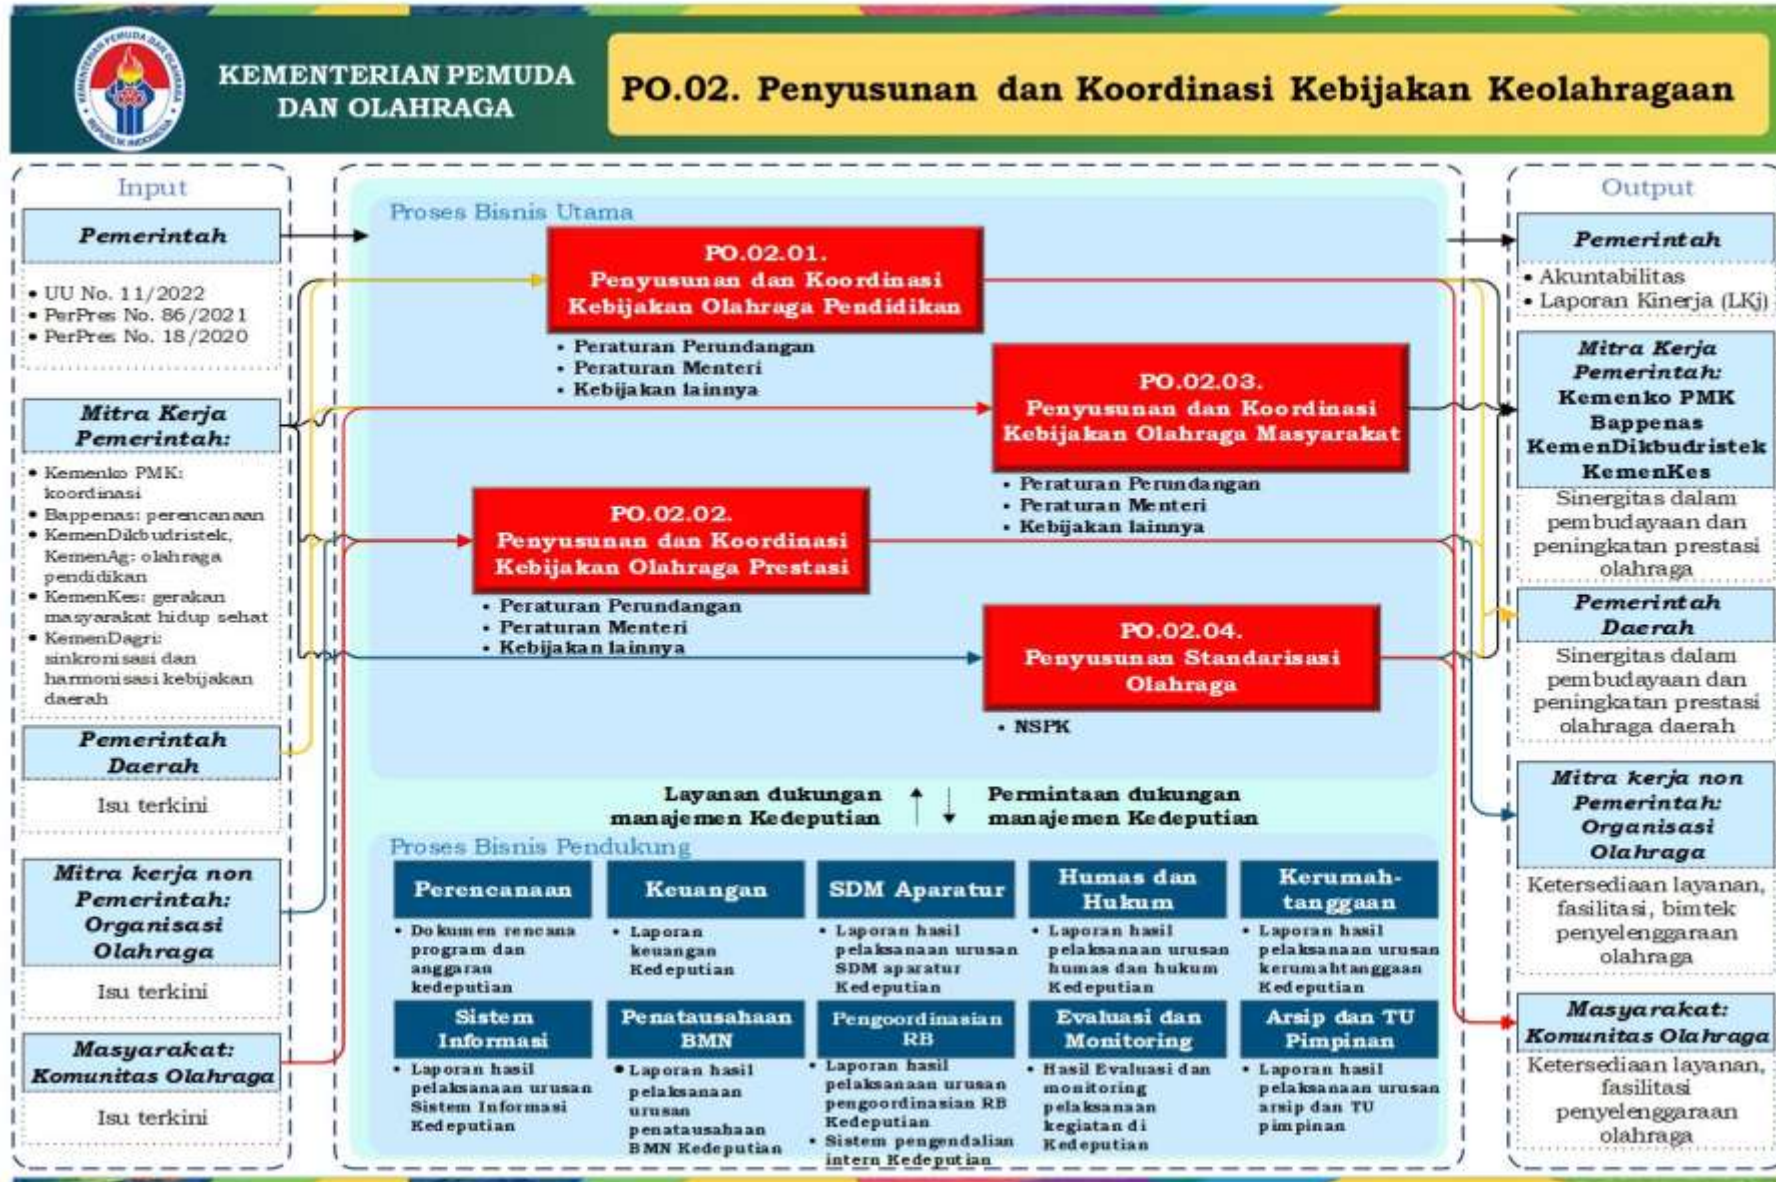 KEMENTERIAN PEMUDA DAN OLAHRAGA
REPUBLIK INDONESIA
KEMENTERIAN PEMUDA
DAN OLAHRAGA
PO.02. Penyusunan dan Koordinasi Kebijakan Keolahragaan
Input
Pemerintah
• UU No. 11/2022
• PerPres No. 86/2021
• PerPres No. 18/2020
Mitra Kerja
Pemerintah:
• Kemenko PMK:
koordinasi
• Bappenas: perencanaan
• KemenDikbudristek,
KemenAg: olahraga
pendidikan
• KemenKes: gerakan
masyarakat hidup sehat
• KemenDagri:
sinkronisasi dan
harmonisasi kebijakan
daerah
Pemerintah
Daerah
Isu terkini
Mitra kerja non
Pemerintah:
Organisasi
Olahraga
Isu terkini
Masyarakat:
Komunitas Olahraga
Isu terkini
Proses Bisnis Utama
PO.02.01.
Penyusunan dan Koordinasi
Kebijakan Olahraga Pendidikan
• Peraturan Perundangan
• Peraturan Menteri
• Kebijakan lainnya
PO.02.03.
Penyusunan dan Koordinasi
Kebijakan Olahraga Masyarakat
• Peraturan Perundangan
• Peraturan Menteri
• Kebijakan lainnya
PO.02.02.
Penyusunan dan Koordinasi
Kebijakan Olahraga Prestasi
• Peraturan Perundangan
• Peraturan Menteri
• Kebijakan lainnya
PO.02.04.
Penyusunan Standarisasi
Olahraga
• NSPK
Layanan dukungan
manajemen Kedeputian
Permintaan dukungan
manajemen Kedeputian
Proses Bisnis Pendukung
Perencanaan
• Dokumen rencana
program dan
anggaran
kedeputian
Keuangan
• Laporan
keuangan
Kedeputian
SDM Aparatur
• Laporan hasil
pelaksanaan urusan
SDM aparatur
Kedeputian
Humas dan
Hukum
• Laporan hasil
pelaksanaan urusan
humas dan hukum
Kedeputian
Kerumah-
tanggaan
• Laporan hasil
pelaksanaan urusan
kerumahtanggaan
Kedeputian
Sistem
Informasi
• Laporan hasil
pelaksanaan urusan
Sistem Informasi
Kedeputian
Penatausahaan
BMN
• Laporan hasil
pelaksanaan
urusan
penatausahaan
BMN Kedeputian
Pengoordinasian
RB
• Laporan hasil
pelaksanaan urusan
pengoordinasian RB
Kedeputian
• Sistem pengendalian
intern Kedeputian
Evaluasi dan
Monitoring
• Hasil Evaluasi dan
monitoring
pelaksanaan
kegiatan di
Kedeputian
Arsip dan TU
Pimpinan
• Laporan hasil
pelaksanaan urusan
arsip dan TU
pimpinan
Output
Pemerintah
• Akuntabilitas
• Laporan Kinerja (LKj)
Mitra Kerja
Pemerintah:
Kemenko PMK
Bappenas
KemenDikbudristek
KemenKes
Sinergitas dalam
pembudayaan dan
peningkatan prestasi
olahraga
Pemerintah
Daerah
Sinergitas dalam
pembudayaan dan
peningkatan prestasi
olahraga daerah
Mitra kerja non
Pemerintah:
Organisasi
Olahraga
Ketersediaan layanan,
fasilitasi, bimtek
penyelenggaraan
olahraga
Masyarakat:
Komunitas Olahraga
Ketersediaan layanan,
fasilitasi
penyelenggaraan
olahraga